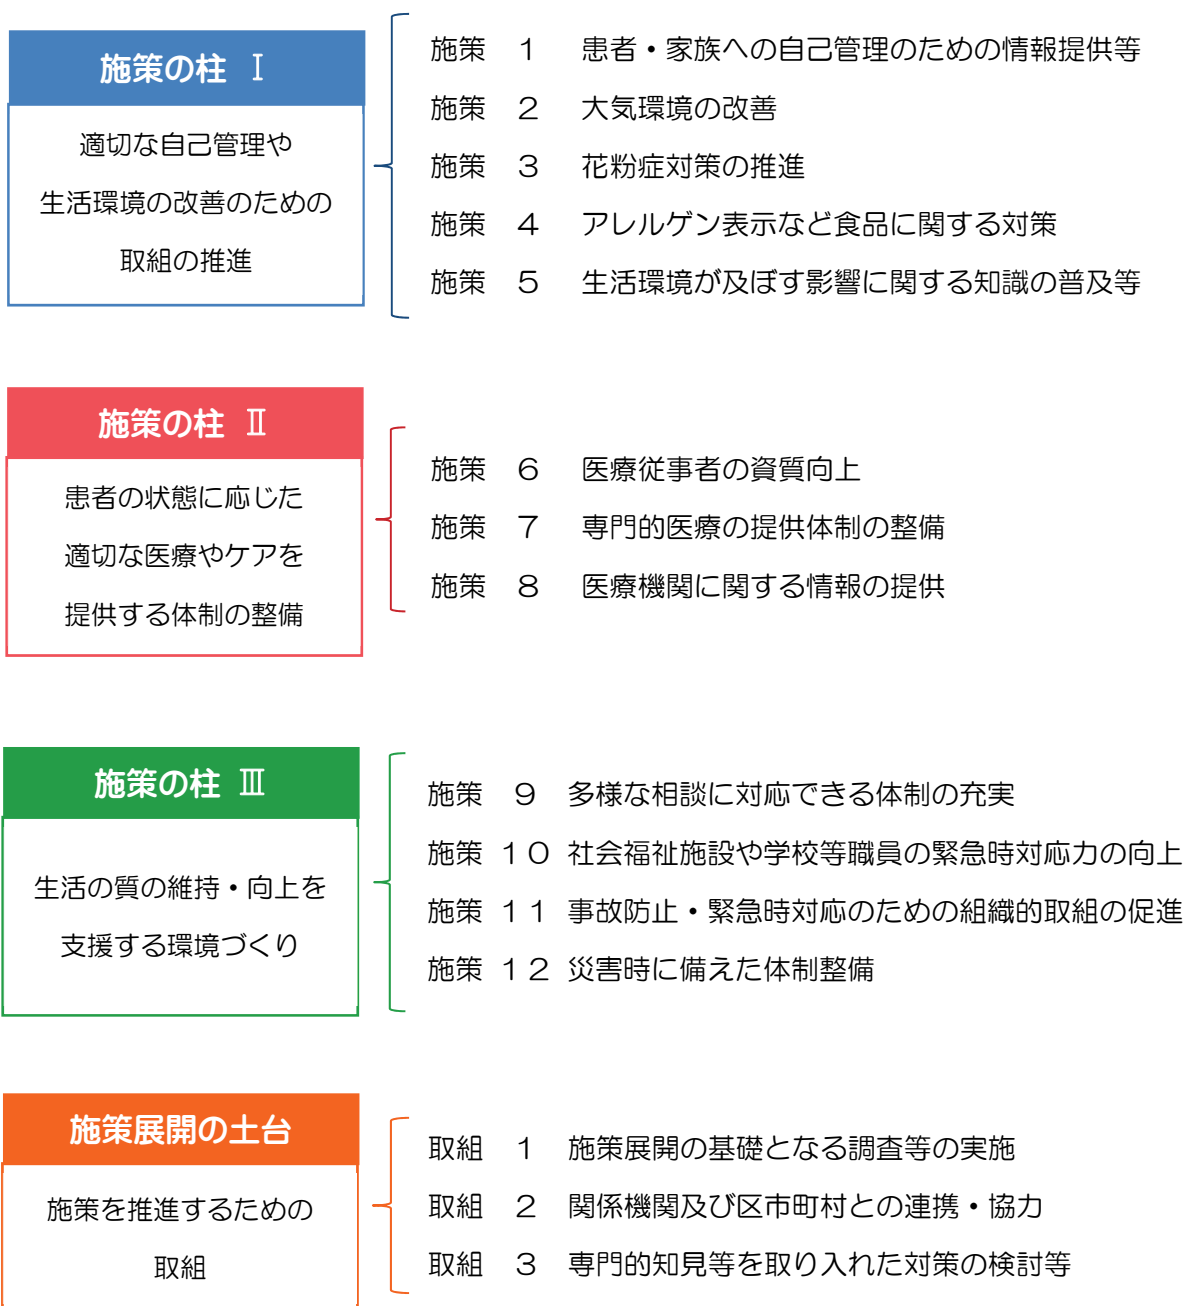 施策の柱 Ⅰ
適切な自己管理や
生活環境の改善のための
取組の推進
施策 １ 患者・家族への自己管理のための情報提供等
施策 ２ 大気環境の改善
施策 ３ 花粉症対策の推進
施策 ４ アレルゲン表示など食品に関する対策
施策 ５ 生活環境が及ぼす影響に関する知識の普及等
施策の柱 Ⅱ
患者の状態に応じた
適切な医療やケアを
提供する体制の整備
施策 ６ 医療従事者の資質向上
施策 ７ 専門的医療の提供体制の整備
施策 ８ 医療機関に関する情報の提供
施策の柱 Ⅲ
生活の質の維持・向上を
支援する環境づくり
施策 ９ 多様な相談に対応できる体制の充実
施策 １０ 社会福祉施設や学校等職員の緊急時対応力の向上
施策 １１ 事故防止・緊急時対応のための組織的取組の促進
施策 １２ 災害時に備えた体制整備
施策展開の土台
施策を推進するための
取組
取組 １ 施策展開の基礎となる調査等の実施
取組 ２ 関係機関及び区市町村との連携・協力
取組 ３ 専門的知見等を取り入れた対策の検討等